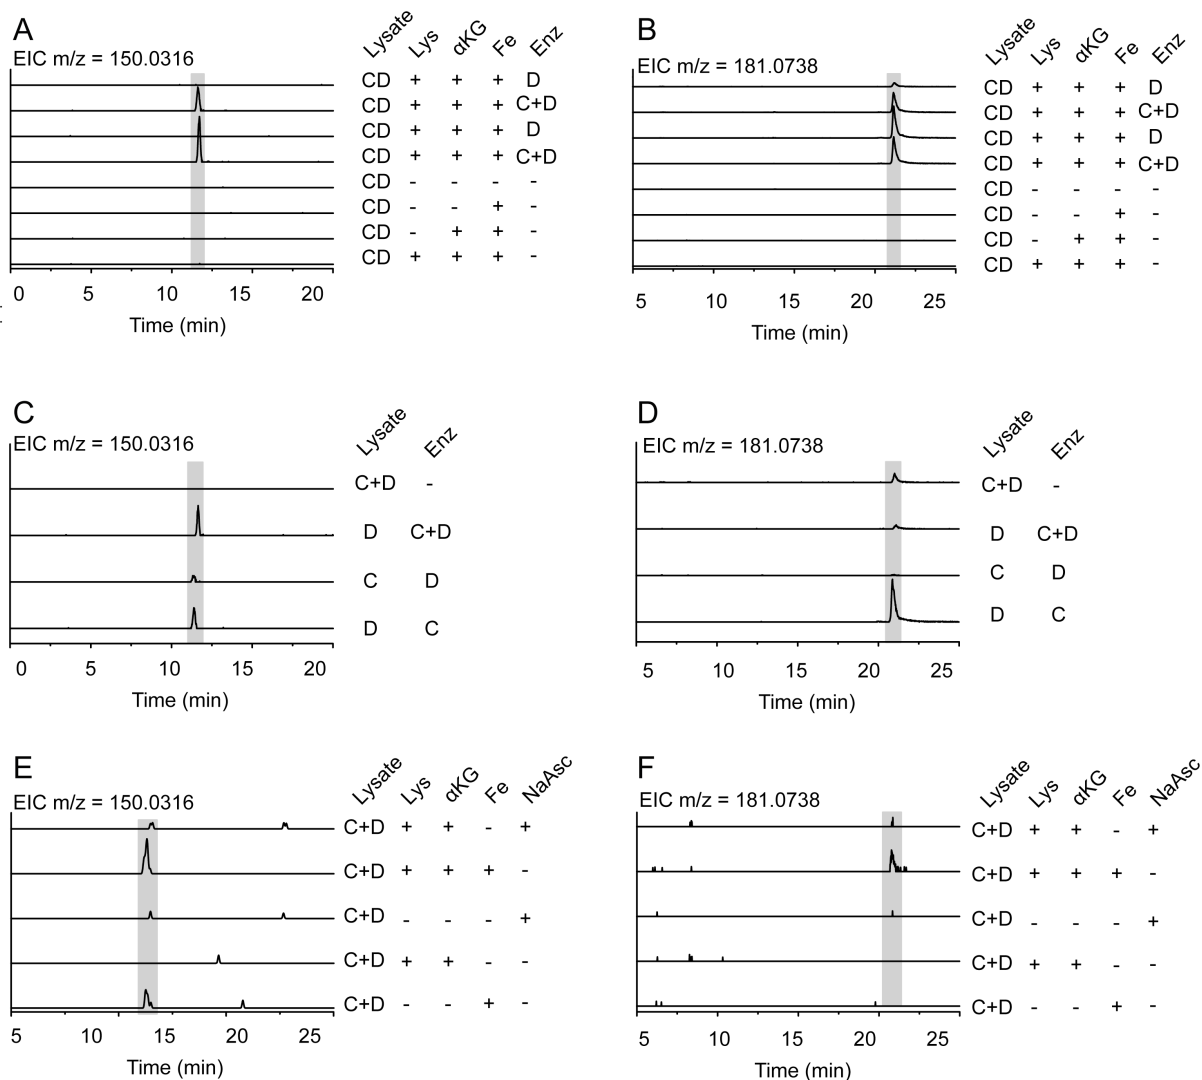 A
EIC m/z = 150.0316
Lysate Lys αKG Fe Enz
CD + + + D
CD + + + C+D
CD + + + D
CD + + + C+D
CD - - - -
CD - - + -
CD - + + -
CD + + + -
0 5 10 15 20
Time (min)
B
EIC m/z = 181.0738
Lysate Lys αKG Fe Enz
CD + + + D
CD + + + C+D
CD + + + D
CD + + + C+D
CD - - - -
CD - - + -
CD - + + -
CD + + + -
5 10 15 20 25
Time (min)
C
EIC m/z = 150.0316
Lysate Enz
C+D -
D C+D
C D
D C
0 5 10 15 20
Time (min)
D
EIC m/z = 181.0738
Lysate Enz
C+D -
D C+D
C D
D C
5 10 15 20 25
Time (min)
E
EIC m/z = 150.0316
Lysate Lys αKG Fe NaAsc
C+D + + - +
C+D + + + -
C+D - - - +
C+D + + - -
C+D - - + -
5 10 15 20 25
Time (min)
F
EIC m/z = 181.0738
Lysate Lys αKG Fe NaAsc
C+D + + - +
C+D + + + -
C+D - - - +
C+D + + - -
C+D - - + -
5 10 15 20 25
Time (min)